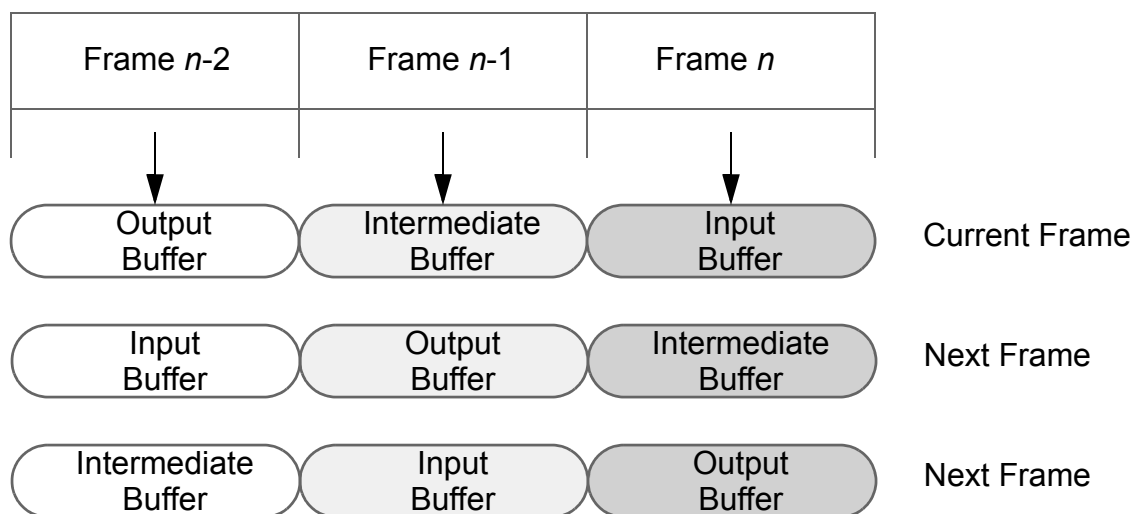 Frame n-2 Frame n-1 Frame n
Output Buffer
Intermediate Buffer
Input Buffer
Current Frame
Input Buffer
Output Buffer
Intermediate Buffer
Next Frame
Intermediate Buffer
Input Buffer
Output Buffer
Next Frame